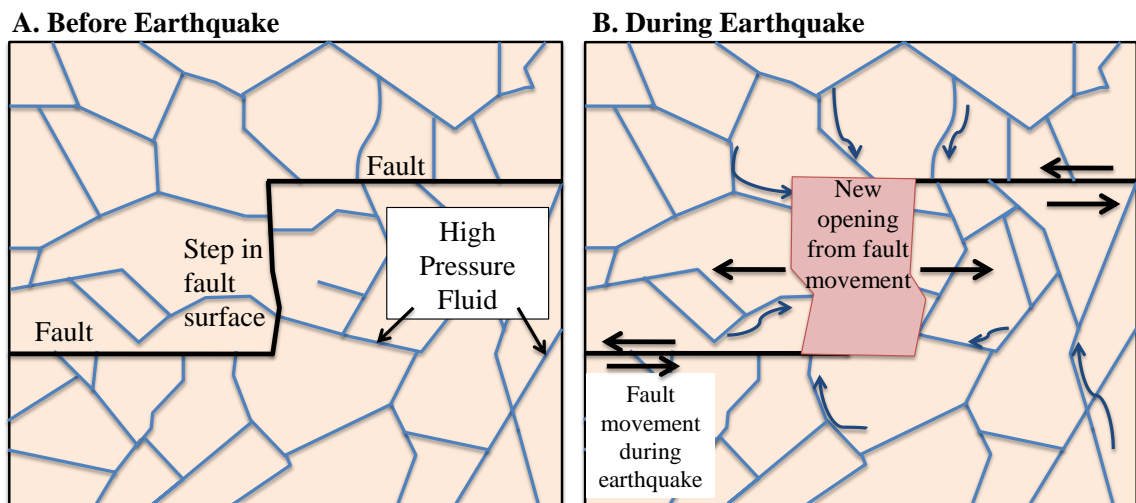 A. Before Earthquake
Fault
Step in
fault
surface
High
Pressure
Fluid
Fault
B. During Earthquake
New
opening
from fault
movement
Fault
movement
during
earthquake